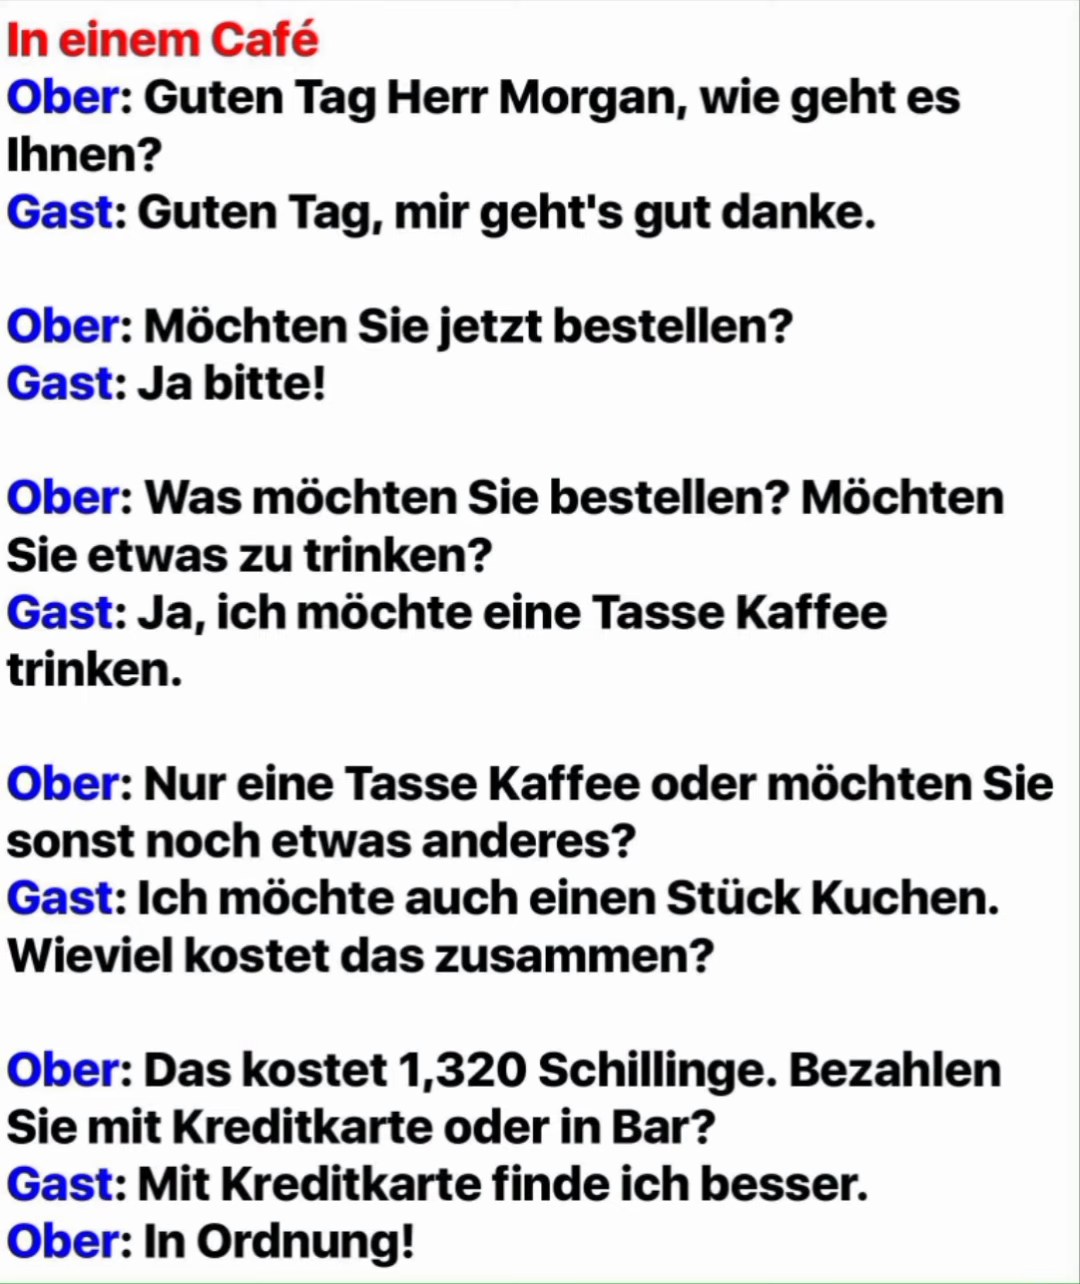 In einem Café
Ober: Guten Tag Herr Morgan, wie geht es
Ihnen?
Gast: Guten Tag, mir geht's gut danke.
Ober: Möchten Sie jetzt bestellen?
Gast: Ja bitte!
Ober: Was möchten Sie bestellen? Möchten
Sie etwas zu trinken?
Gast: Ja, ich möchte eine Tasse Kaffee
trinken.
Ober: Nur eine Tasse Kaffee oder möchten Sie
sonst noch etwas anderes?
Gast: Ich möchte auch einen Stück Kuchen.
Wieviel kostet das zusammen?
Ober: Das kostet 1,320 Schillinge. Bezahlen
Sie mit Kreditkarte oder in Bar?
Gast: Mit Kreditkarte finde ich besser.
Ober: In Ordnung!